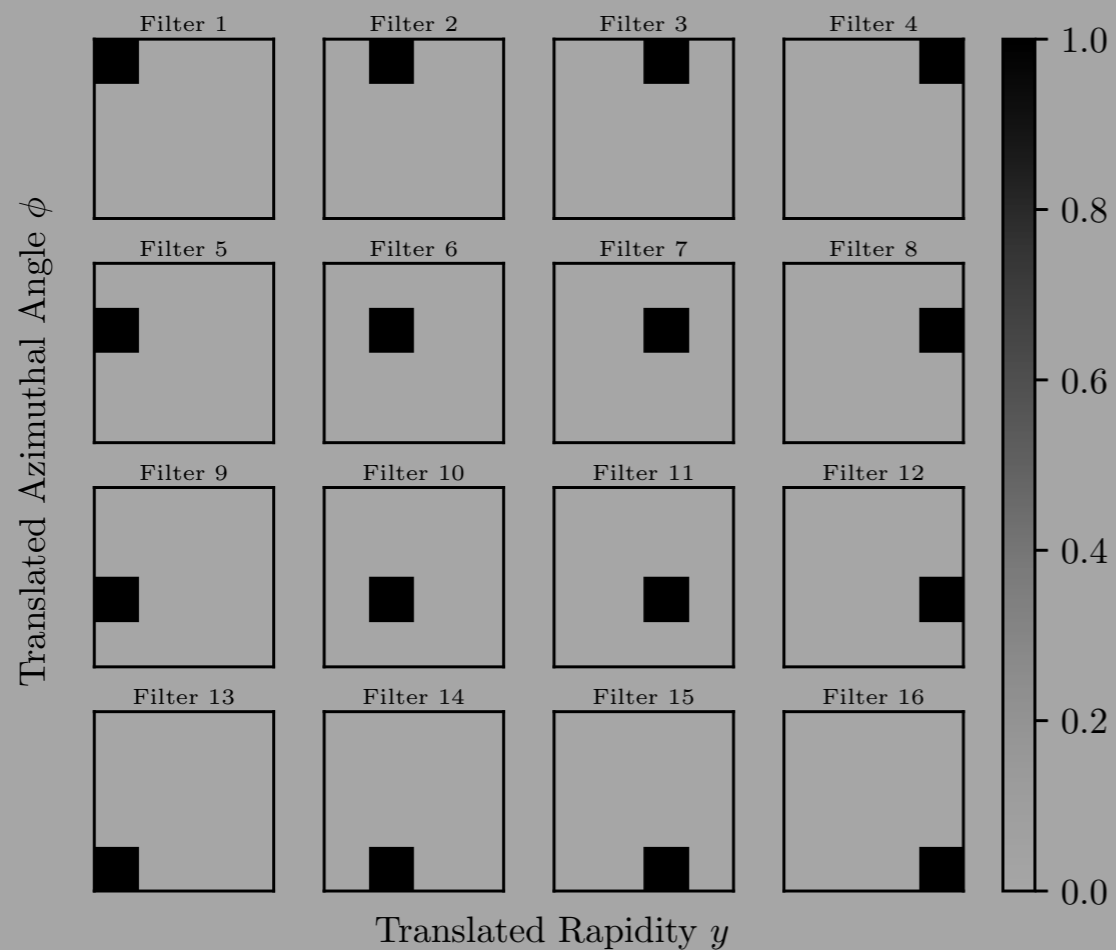 Filter 1 Filter 2 Filter 3 Filter 4
Filter 5 Filter 6 Filter 7 Filter 8
Filter 9 Filter 10 Filter 11 Filter 12
Filter 13 Filter 14 Filter 15 Filter 16
Translated Azimuthal Angle ϕ
Translated Rapidity y
1.0
0.8
0.6
0.4
0.2
0.0